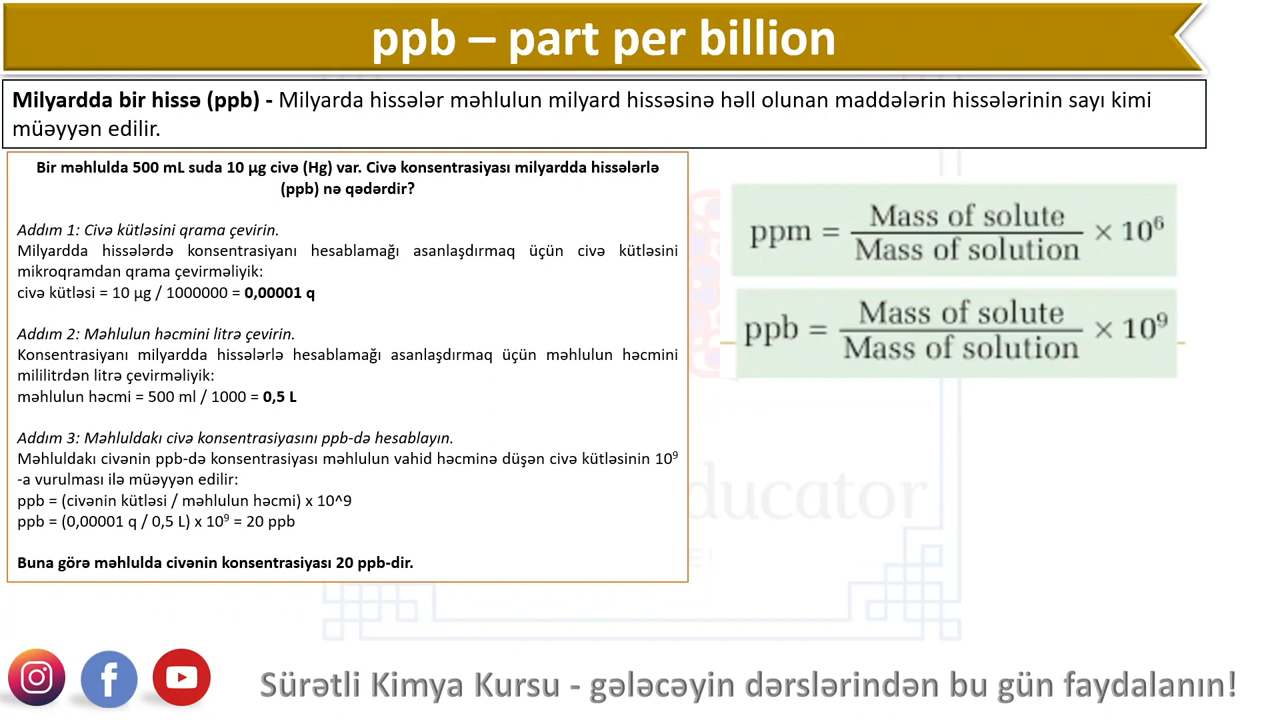 ppb – part per billion
Milyardda bir hissə (ppb) - Milyarda hissələr məhlulun milyard hissəsinə həll olunan maddələrin hissələrinin sayı kimi
müəyyən edilir.
Bir məhlulda 500 mL suda 10 µg civə (Hg) var. Civə konsentrasiyası milyardda hissələrlə
(ppb) nə qədərdir?
Addım 1: Civə kütləsini qrama çevirin.
Milyardda hissələrdə konsentrasiyanı hesablamağı asanlaşdırmaq üçün civə kütləsini
mikroqramdan qrama çevirməliyik:
civə kütləsi = 10 µg / 1000000 = 0,00001 q
Addım 2: Məhlulun həcmini litrə çevirin.
Konsentrasiyanı milyardda hissələrlə hesablamağı asanlaşdırmaq üçün məhlulun həcmini
mililitrdən litrə çevirməliyik:
məhlulun həcmi = 500 ml / 1000 = 0,5 L
Addım 3: Məhluldakı civə konsentrasiyasını ppb-də hesablayın.
Məhluldakı civənin ppb-də konsentrasiyası məhlulun vahid həcminə düşən civə kütləsinin 10⁹
-a vurulması ilə müəyyən edilir:
ppb = (civənin kütləsi / məhlulun həcmi) x 10^9
ppb = (0,00001 q / 0,5 L) x 10⁹ = 20 ppb
Buna görə məhlulda civənin konsentrasiyası 20 ppb-dir.
ppm = Mass of solute / Mass of solution × 10⁶
ppb = Mass of solute / Mass of solution × 10⁹
ducator
Sürətli Kimya Kursu - gələcəyin dərslərindən bu gün faydalanın!